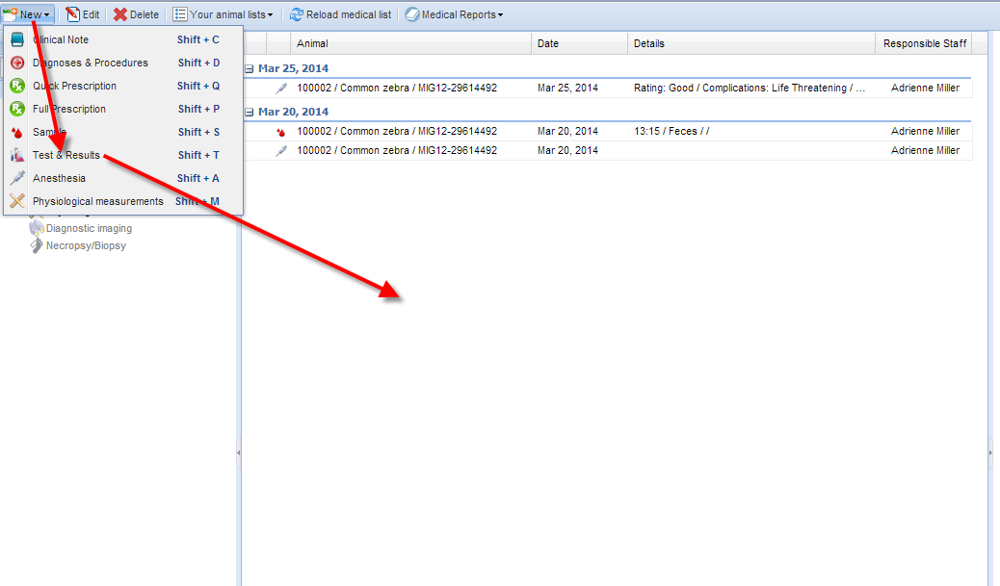 New Edit Delete Your animal lists Reload medical list Medical Reports
Clinical Note Shift + C
Diagnoses & Procedures Shift + D
Quick Prescription Shift + Q
Full Prescription Shift + P
Sample Shift + S
Test & Results Shift + T
Anesthesia Shift + A
Physiological measurements Shift + M
Diagnostic imaging
Necropsy/Biopsy
Animal Date Details Responsible Staff
Mar 25, 2014
100002 / Common zebra / MIG12-29614492 Mar 25, 2014 Rating: Good / Complications: Life Threatening / ... Adrienne Miller
Mar 20, 2014
100002 / Common zebra / MIG12-29614492 Mar 20, 2014 13:15 / Feces / / Adrienne Miller
100002 / Common zebra / MIG12-29614492 Mar 20, 2014 Adrienne Miller